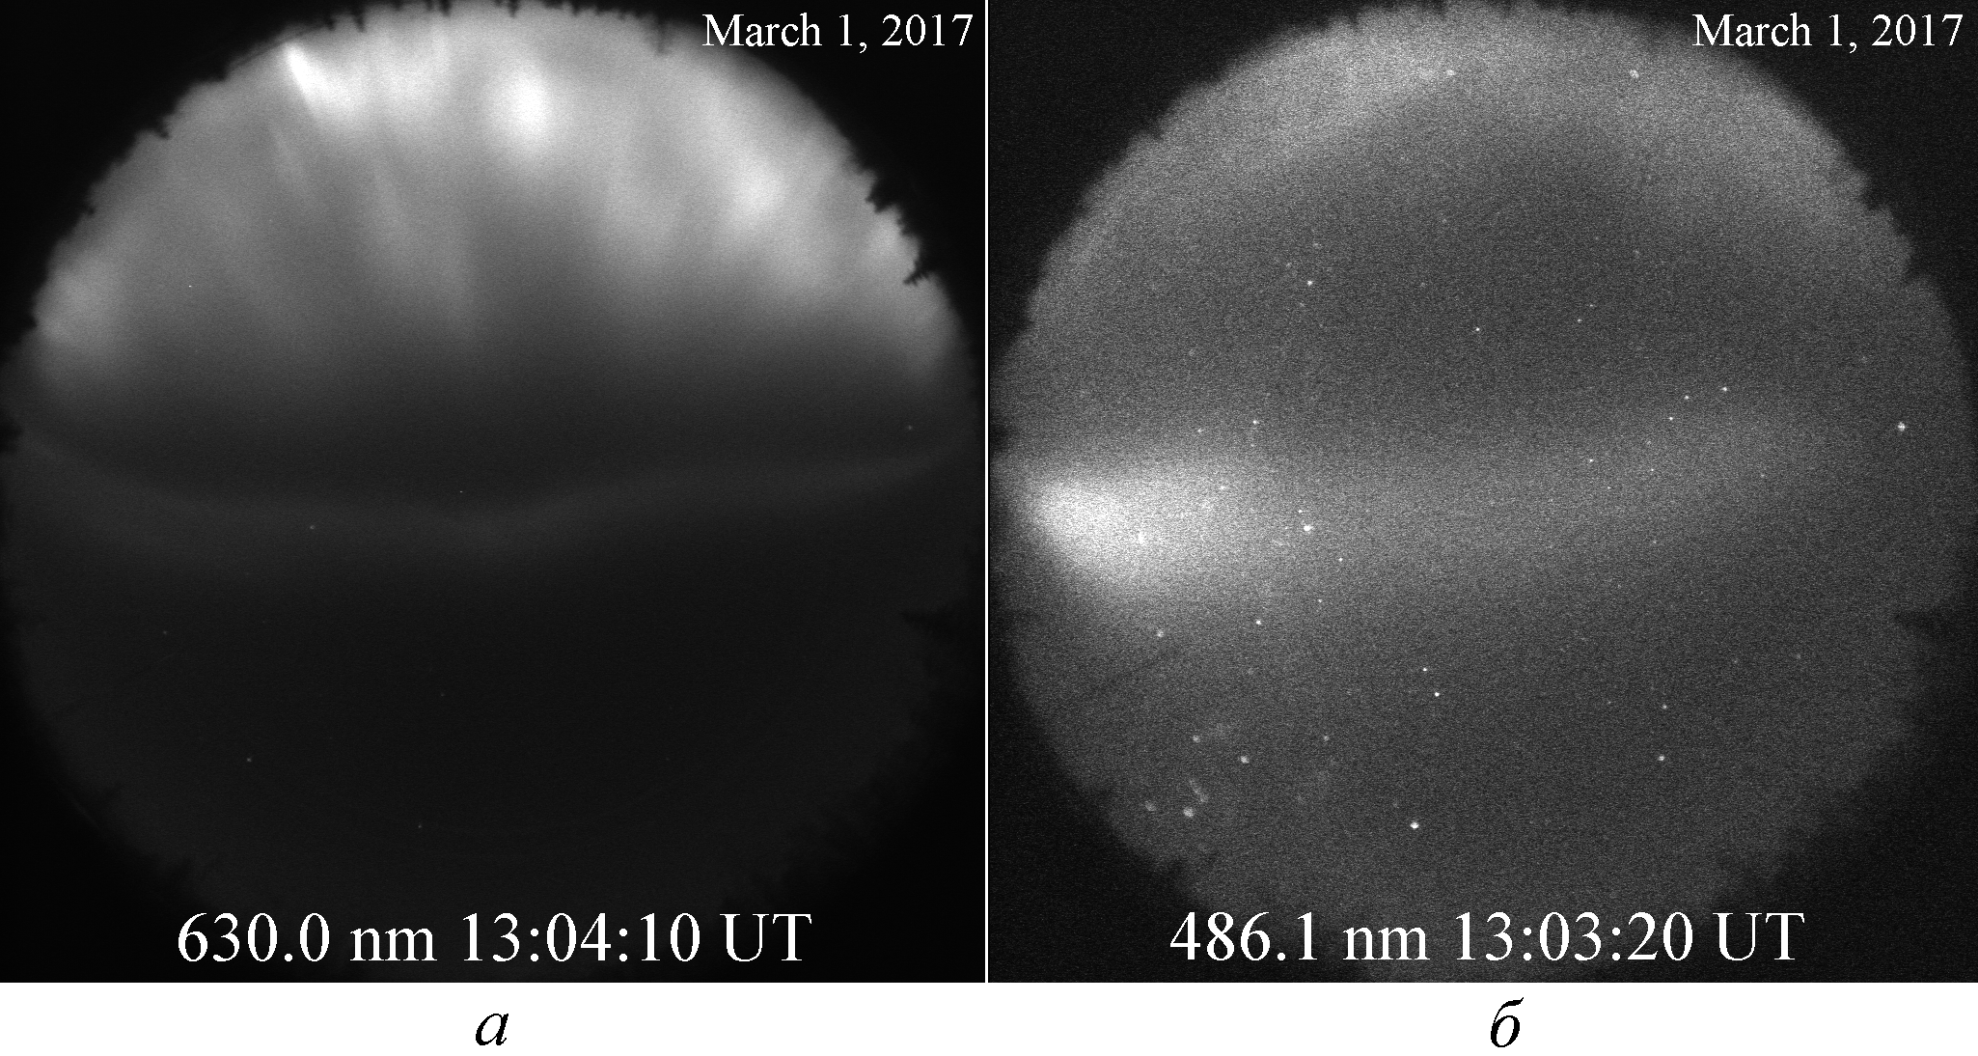 March 1, 2017
March 1, 2017
630.0 nm 13:04:10 UT
486.1 nm 13:03:20 UT
а
б